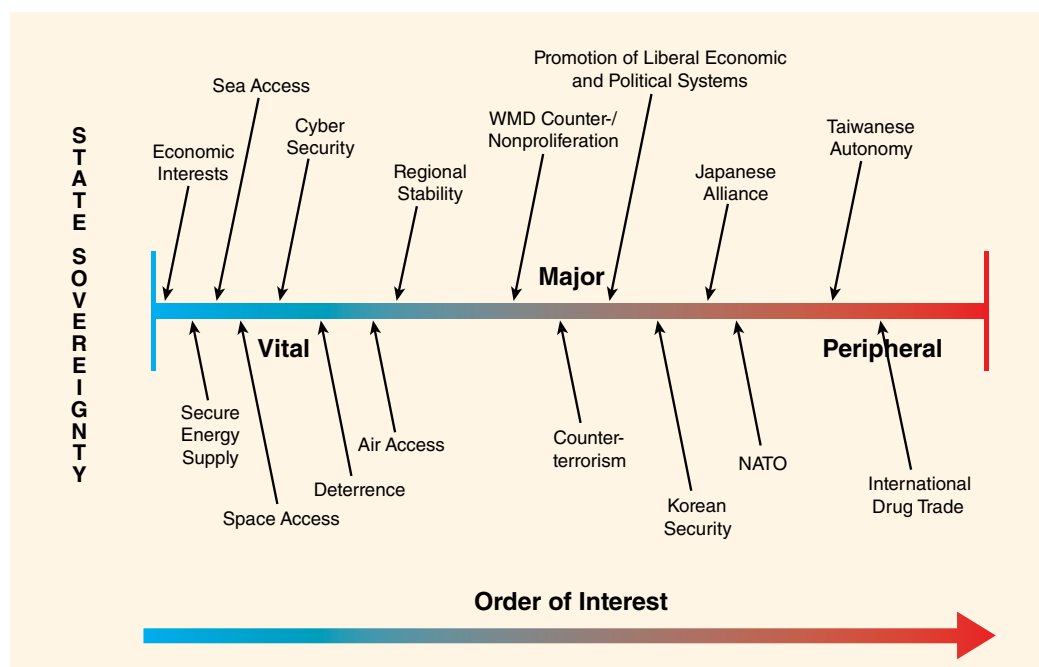 STATE SOVEREIGNTY
Promotion of Liberal Economic
and Political Systems
Sea Access
WMD Counter-/
Nonproliferation
Cyber
Security
Taiwanese
Autonomy
Economic
Interests
Regional
Stability
Japanese
Alliance
Major
Vital
Peripheral
Secure
Energy
Supply
Air Access
Counter-
terrorism
NATO
Deterrence
International
Drug Trade
Space Access
Korean
Security
Order of Interest